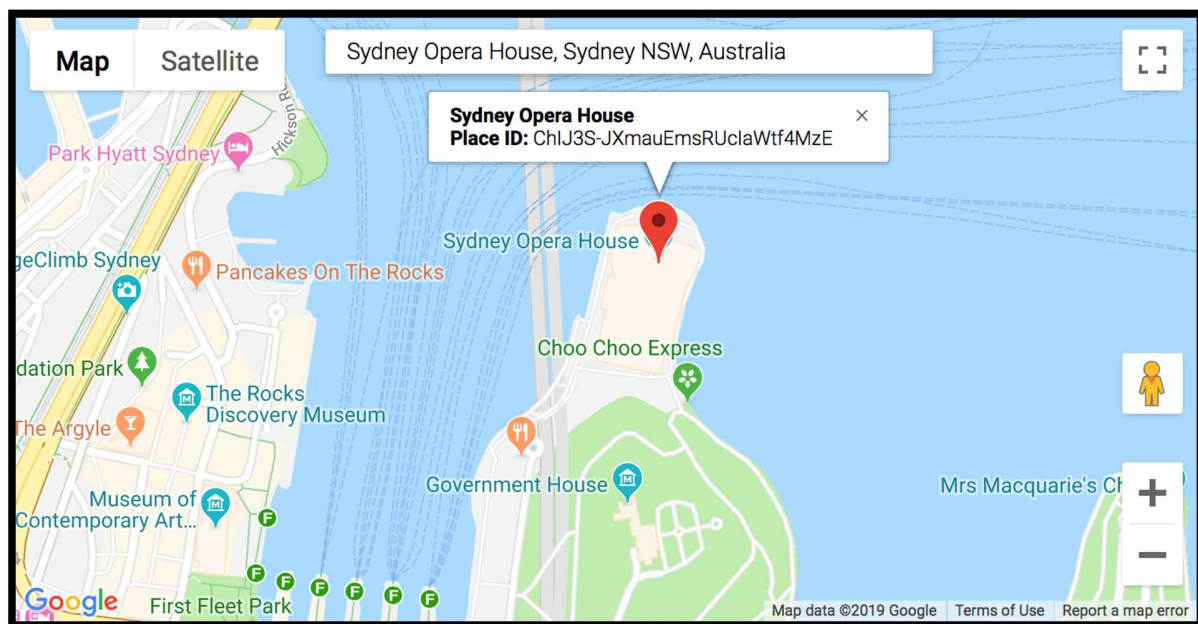 Map Satellite
Sydney Opera House, Sydney NSW, Australia
Sydney Opera House
Place ID: ChIJ3S-JXmauEmsRUcIaWtf4MzE
Hickson R
Park Hyatt Sydney
Sydney Opera House
geClimb Sydney
Pancakes On The Rocks
Choo Choo Express
dation Park
The Rocks
Discovery Museum
The Argyle
Government House
Mrs Macquarie's Ch
Museum of
Contemporary Art...
F
F
F
F
F
F
F
Google
First Fleet Park
Map data ©2019 Google Terms of Use Report a map error